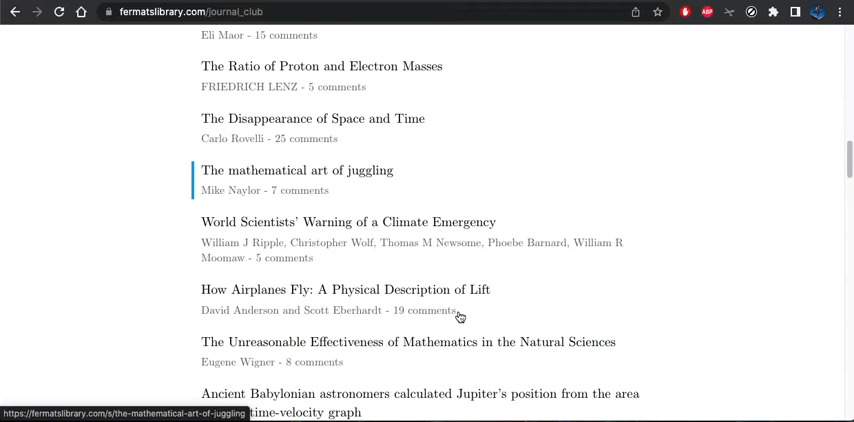 fermatslibrary.com/journal_club
ABP
Eli Maor - 15 comments
The Ratio of Proton and Electron Masses
FRIEDRICH LENZ - 5 comments
The Disappearance of Space and Time
Carlo Rovelli - 25 comments
The mathematical art of juggling
Mike Naylor - 7 comments
World Scientists' Warning of a Climate Emergency
William J Ripple, Christopher Wolf, Thomas M Newsome, Phoebe Barnard, William R
Moomaw - 5 comments
How Airplanes Fly: A Physical Description of Lift
David Anderson and Scott Eberhardt - 19 comments
The Unreasonable Effectiveness of Mathematics in the Natural Sciences
Eugene Wigner - 8 comments
Ancient Babylonian astronomers calculated Jupiter's position from the area
time-velocity graph
https://fermatslibrary.com/s/the-mathematical-art-of-juggling